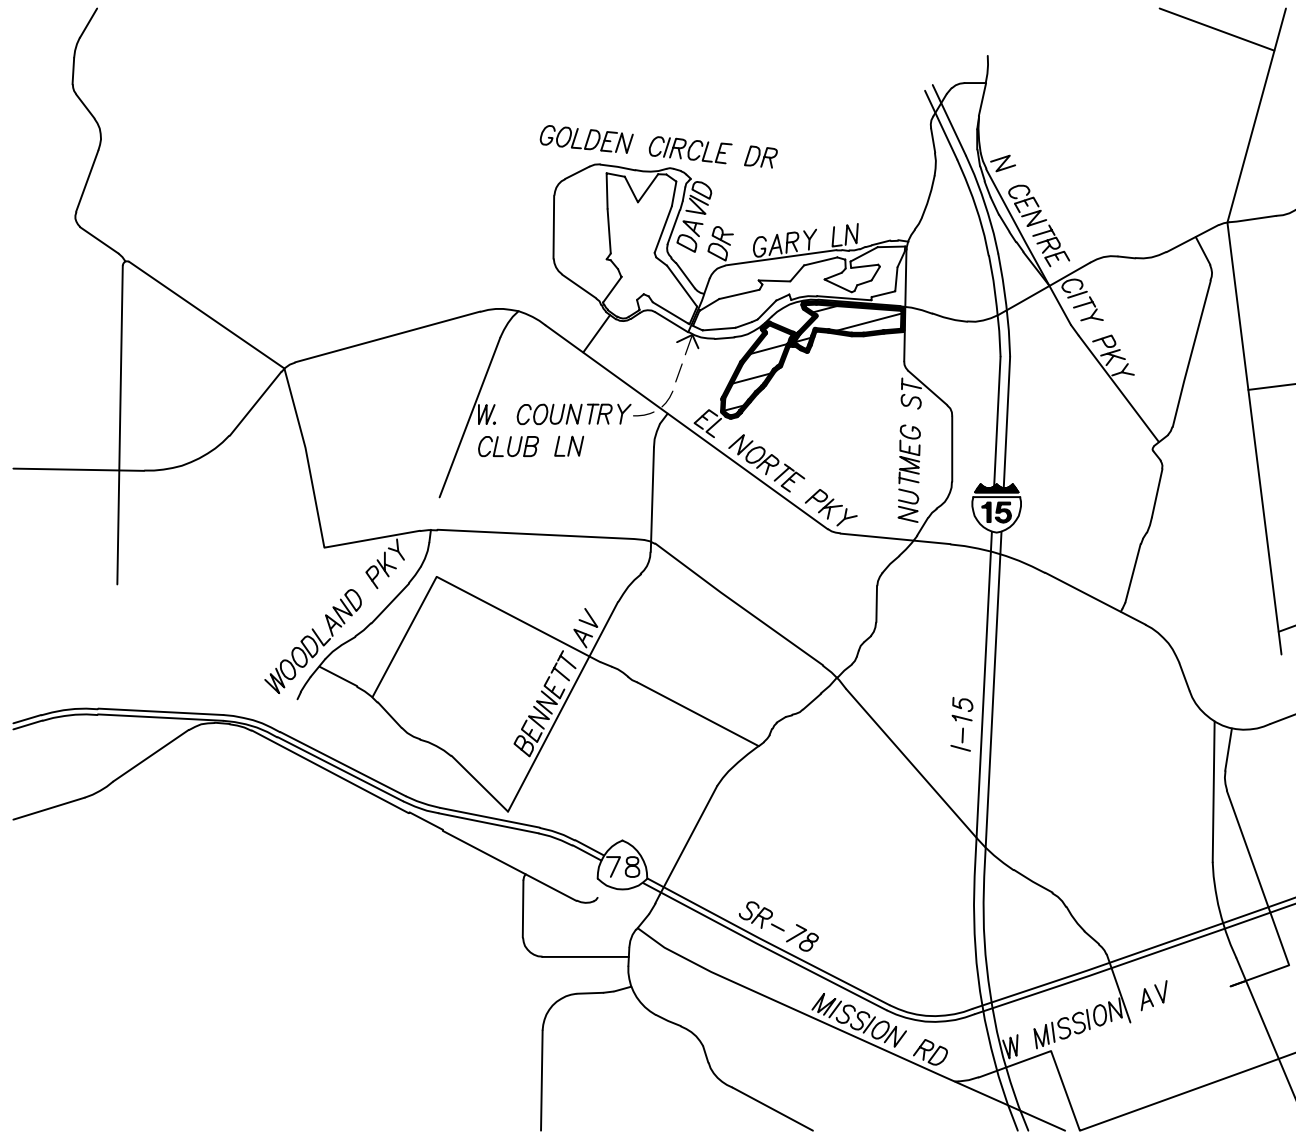 GOLDEN CIRCLE DR
DAVID
DR
GARY LN
N CENTRE CITY PKY
W. COUNTRY
CLUB LN
EL NORTE PKY
NUTMEG ST
15
WOODLAND PKY
BENNETT AV
I-15
78
SR-78
MISSION RD
W MISSION AV